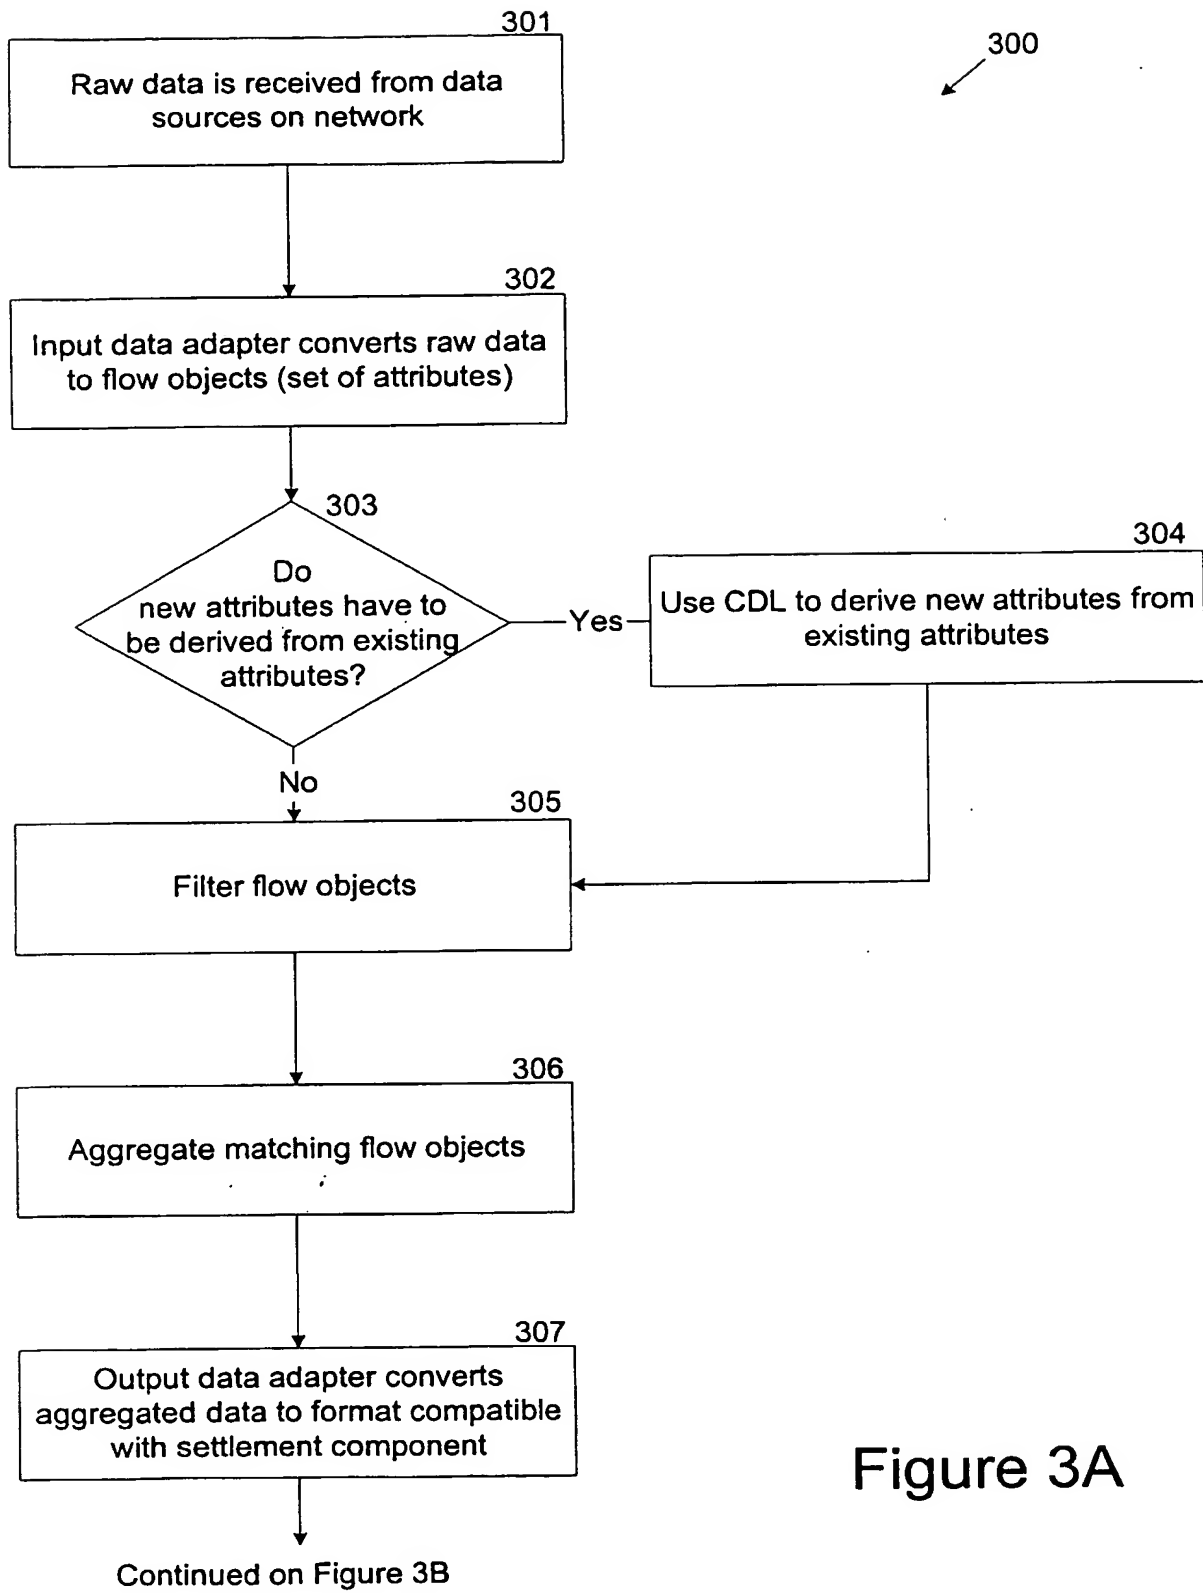 301
300
Raw data is received from data
sources on network
302
Input data adapter converts raw data
to flow objects (set of attributes)
303
Do
new attributes have to
be derived from existing
attributes?
Yes
304
Use CDL to derive new attributes from
existing attributes
No
305
Filter flow objects
306
Aggregate matching flow objects
307
Output data adapter converts
aggregated data to format compatible
with settlement component
Figure 3A
Continued on Figure 3B